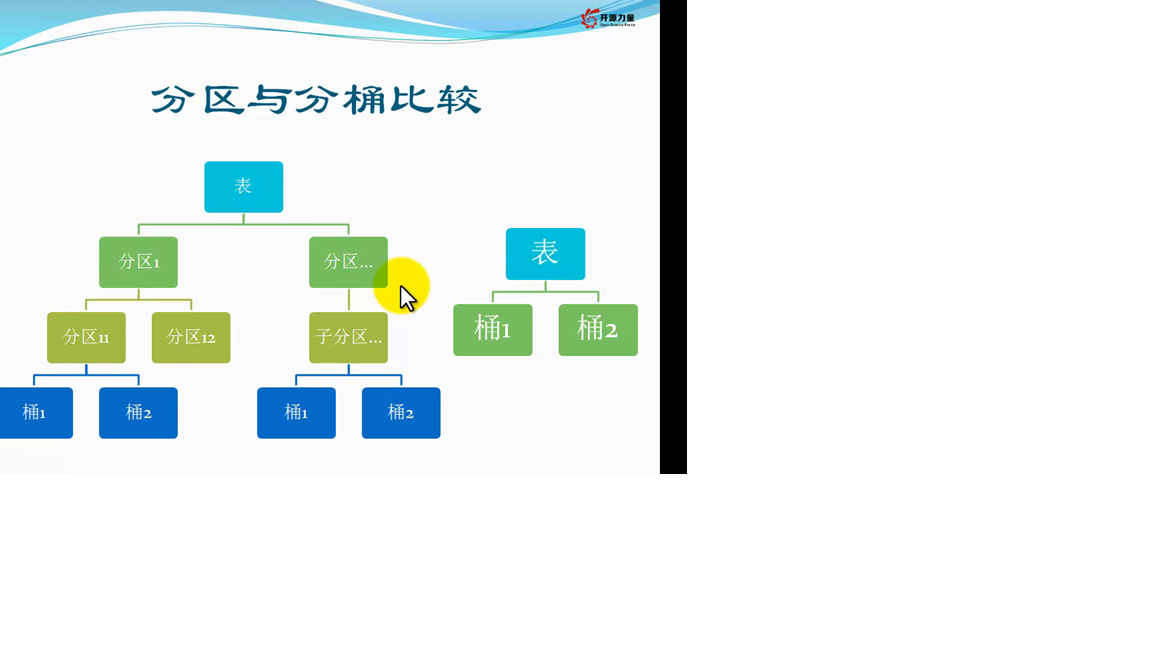 开源力量
Open Source Force
分区与分桶比较
表
分区1
分区...
表
分区11
分区12
子分区...
桶1
桶2
桶1
桶2
桶1
桶2